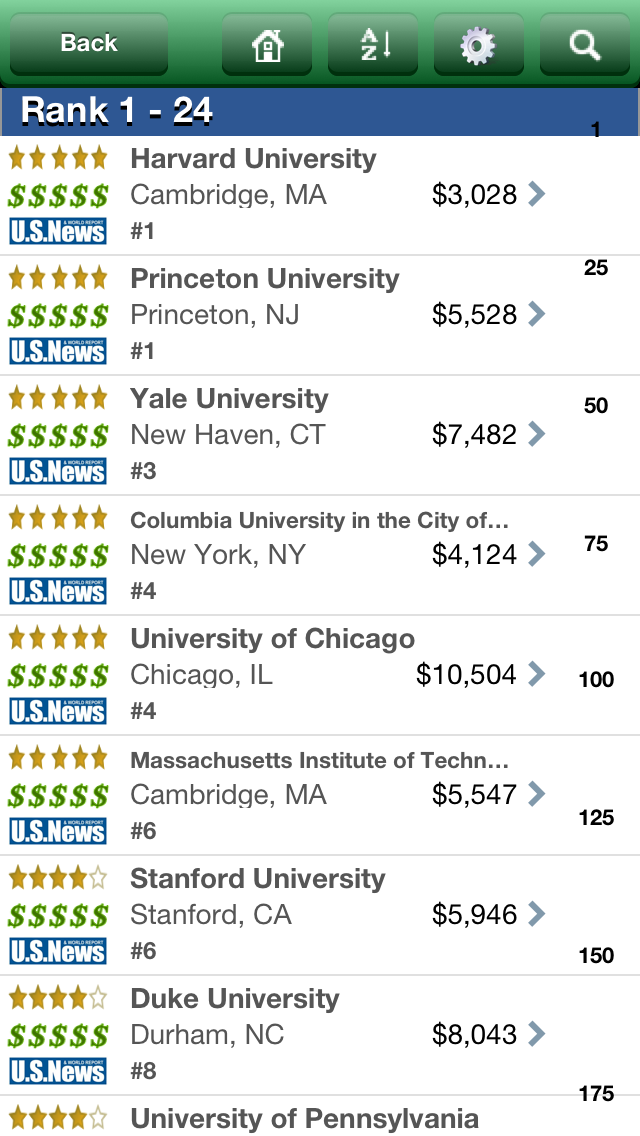 Back
A
Z
Rank 1 - 24
1
Harvard University
$$$$$ Cambridge, MA $3,028
U.S.News & WORLD REPORT #1
25
Princeton University
$$$$$ Princeton, NJ $5,528
U.S.News & WORLD REPORT #1
Yale University
50
$$$$$ New Haven, CT $7,482
U.S.News & WORLD REPORT #3
Columbia University in the City of...
75
$$$$$ New York, NY $4,124
U.S.News & WORLD REPORT #4
University of Chicago
$$$$$ Chicago, IL $10,504
100
U.S.News & WORLD REPORT #4
Massachusetts Institute of Techn...
$$$$$ Cambridge, MA $5,547
125
U.S.News & WORLD REPORT #6
Stanford University
$$$$$ Stanford, CA $5,946
U.S.News & WORLD REPORT #6
150
Duke University
$$$$$ Durham, NC $8,043
U.S.News & WORLD REPORT #8
175
University of Pennsylvania